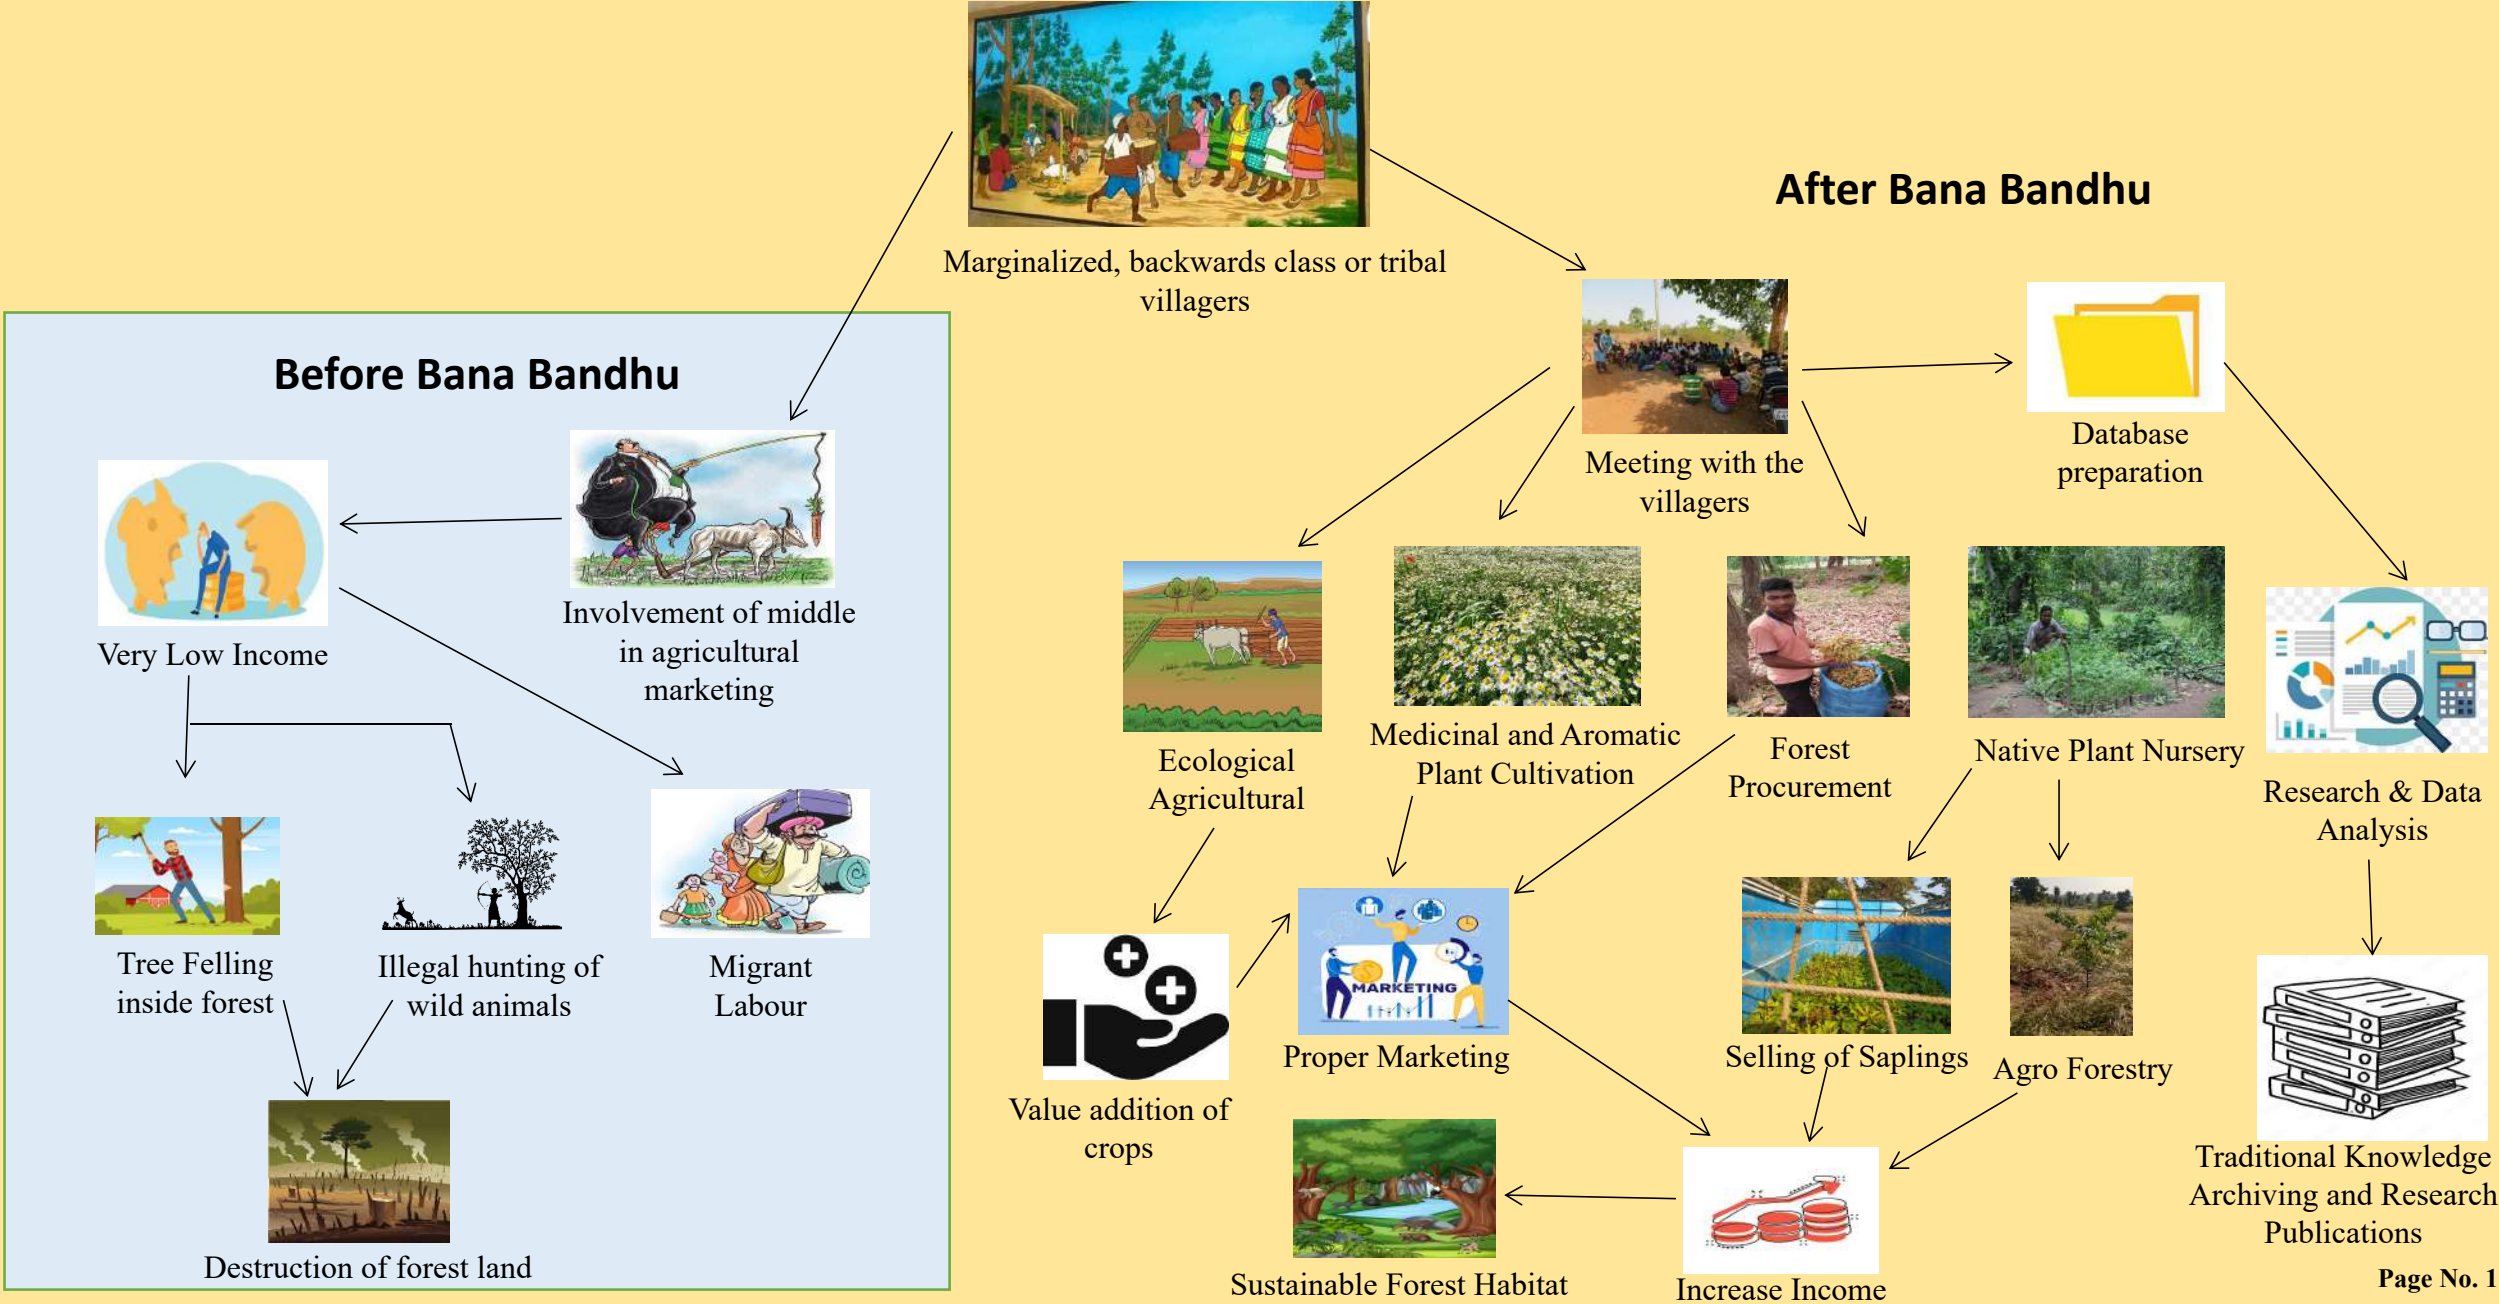 Marginalized, backwards class or tribal
villagers
Before Bana Bandhu
Involvement of middle
in agricultural
marketing
Very Low Income
Tree Felling
inside forest
Illegal hunting of
wild animals
Migrant
Labour
Destruction of forest land
After Bana Bandhu
Meeting with the
villagers
Database
preparation
Ecological
Agricultural
Medicinal and Aromatic
Plant Cultivation
Forest
Procurement
Native Plant Nursery
Research & Data
Analysis
Value addition of
crops
MARKETING
Proper Marketing
Selling of Saplings
Agro Forestry
Traditional Knowledge
Archiving and Research
Publications
Sustainable Forest Habitat
Increase Income
Page No. 1